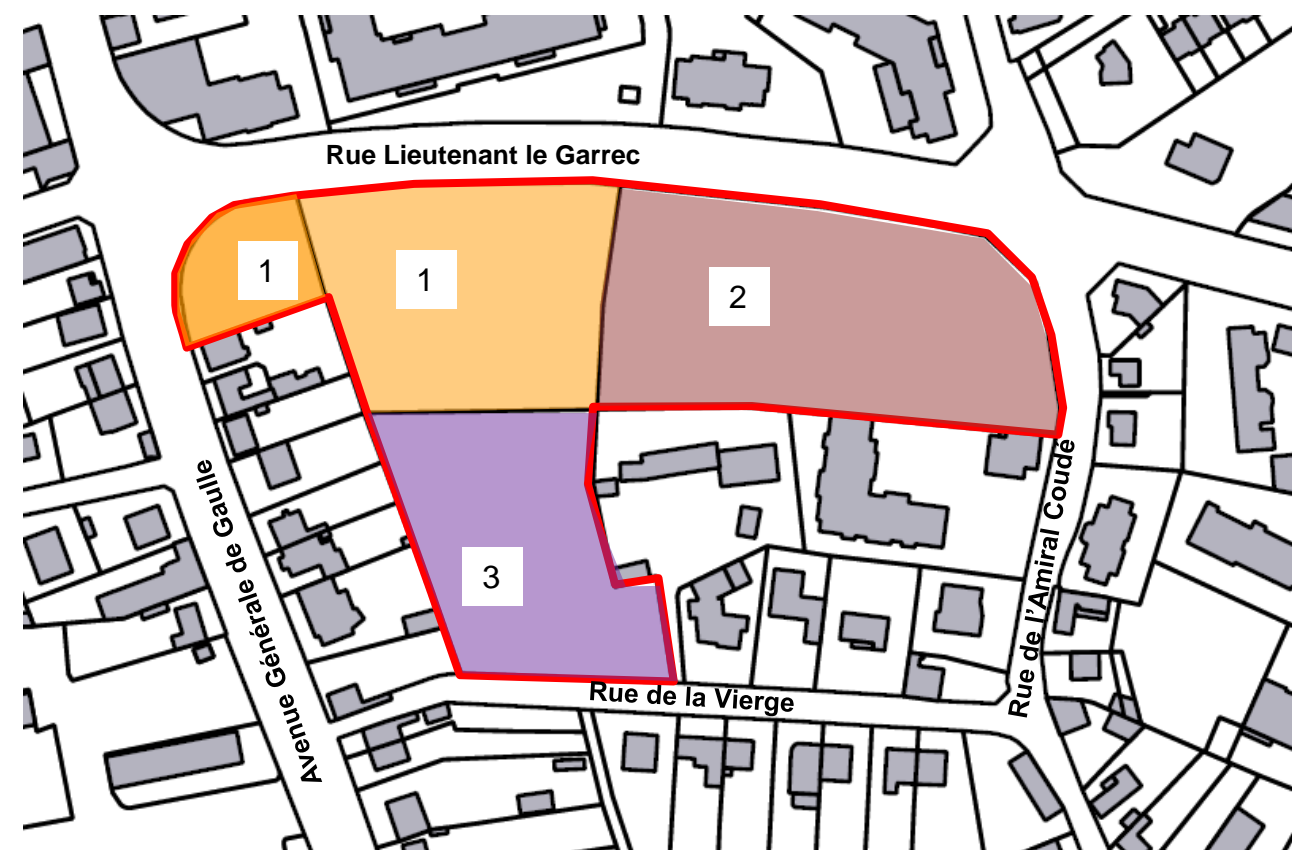 Rue Lieutenant le Garrec
1
1
2
3
Avenue Générale de Gaulle
Rue de l'Amiral Coudé
Rue de la Vierge